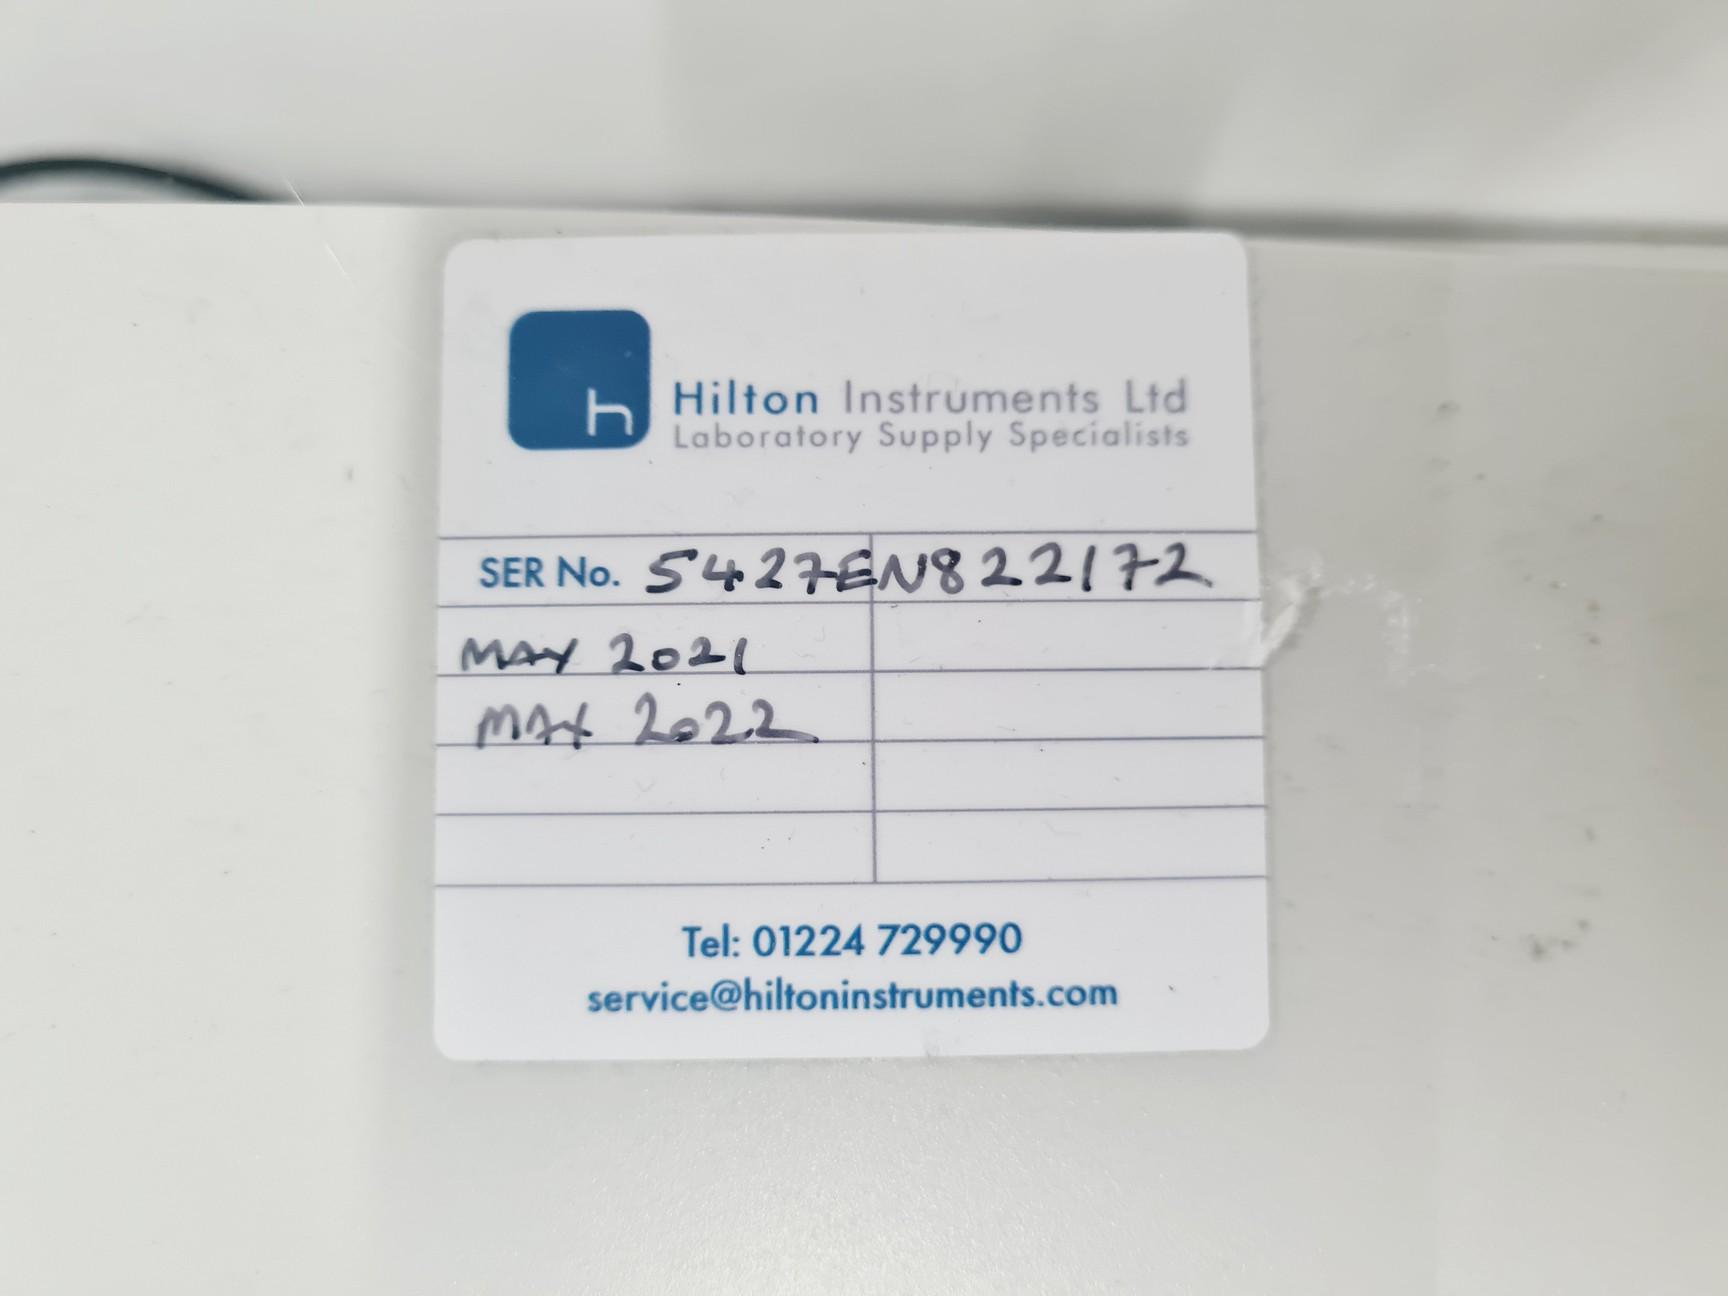 h
Hilton Instruments Ltd
Laboratory Supply Specialists
SER No. 5427EN822172
MAY 2021
MAY 2022
Tel: 01224 729990
service@hiltoninstruments.com